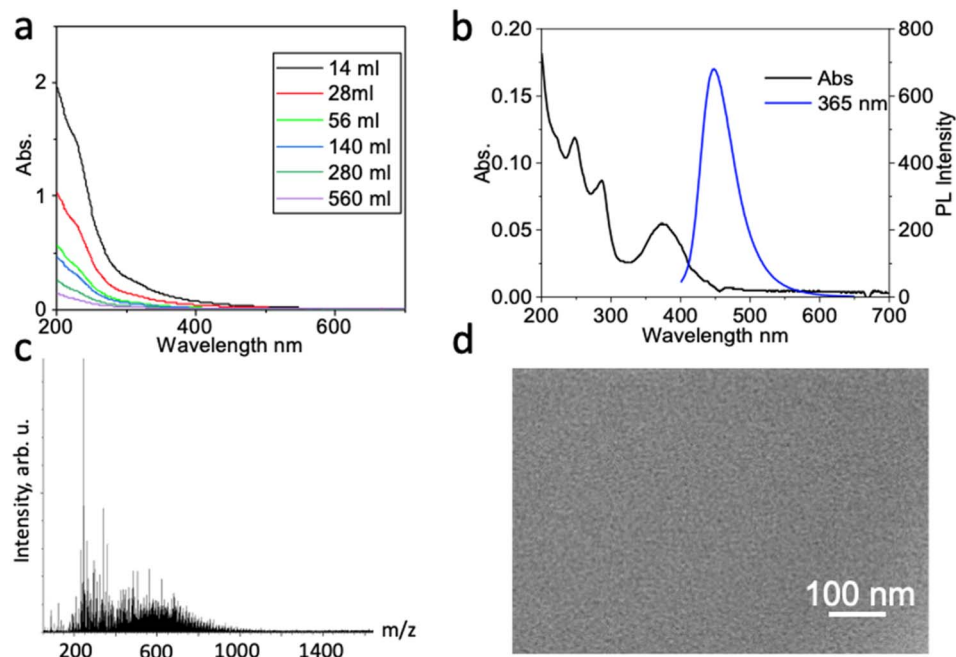 a
Abs.
2
1
0
14 ml
28ml
56 ml
140 ml
280 ml
560 ml
200 400 600
Wavelength nm
b
Abs.
0.20
0.15
0.10
0.05
0.00
Abs
365 nm
800
600
400
200
0
PL Intensity
200 300 400 500 600 700
Wavelength nm
c
Intensity, arb. u.
m/z
200 600 1000 1400
d
100 nm